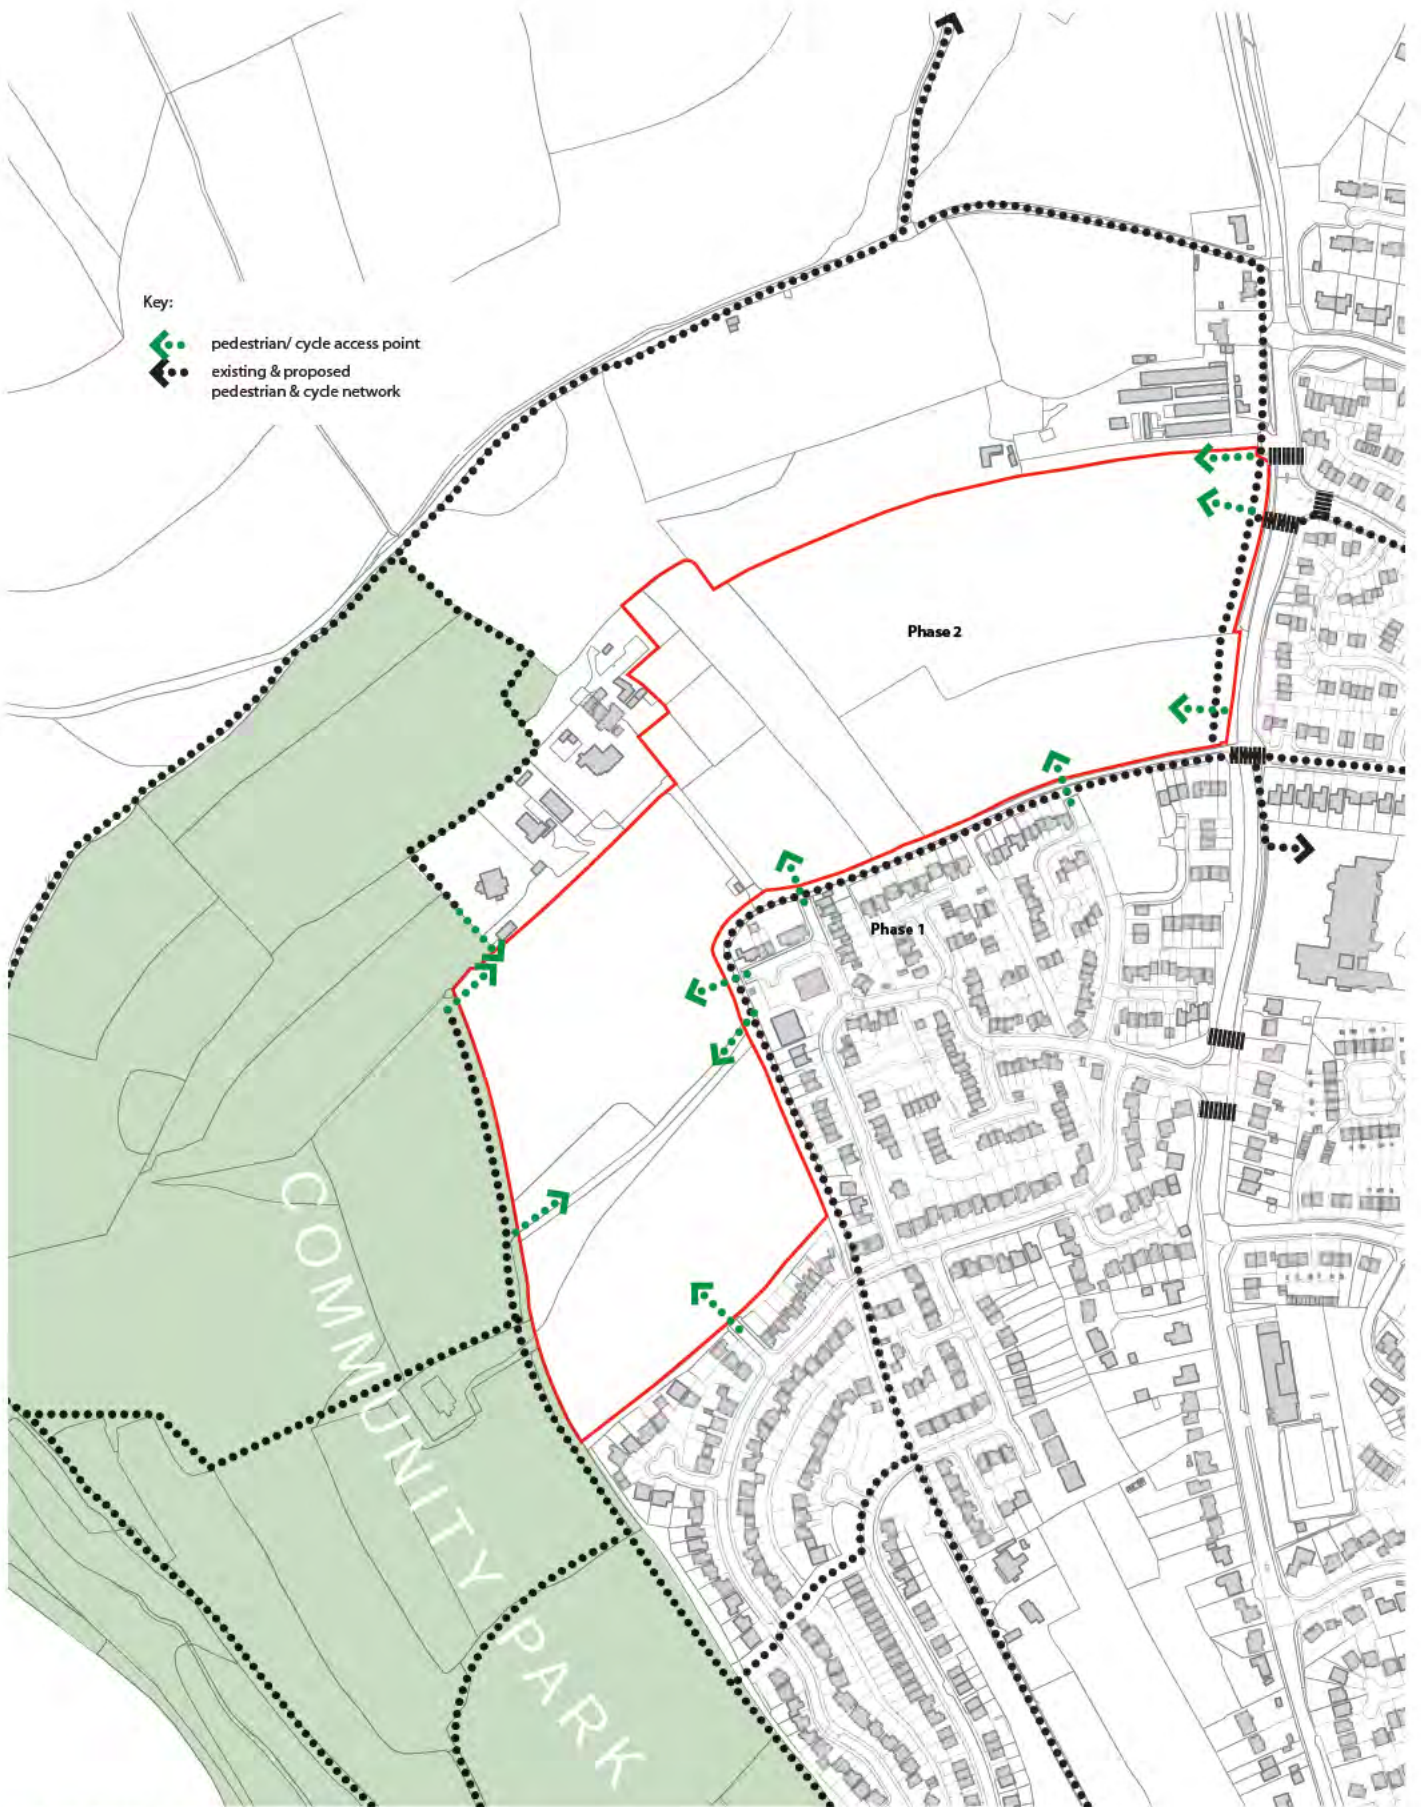 Key:
pedestrian/ cycle access point
existing & proposed
pedestrian & cycle network
Phase 2
Phase 1
COMMUNITY PARK